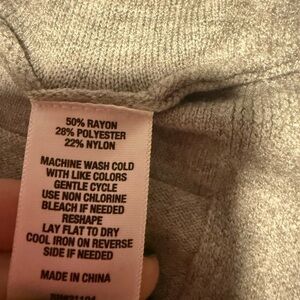 50% RAYON
28% POLYESTER
22% NYLON
MACHINE WASH COLD
WITH LIKE COLORS
GENTLE CYCLE
USE NON CHLORINE
BLEACH IF NEEDED
RESHAPE
LAY FLAT TO DRY
COOL IRON ON REVERSE
SIDE IF NEEDED
MADE IN CHINA